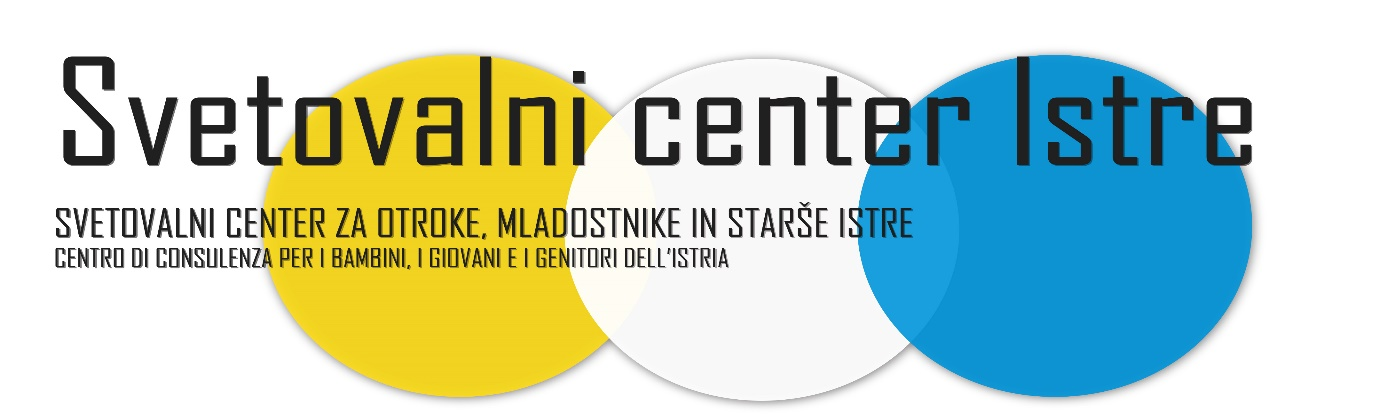 Svetovalni center Istre
SVETOVALNI CENTER ZA OTROKE, MLADOSTNIKE IN STARŠE ISTRE
CENTRO DI CONSULENZA PER I BAMBINI, I GIOVANI E I GENITORI DELL'ISTRIA